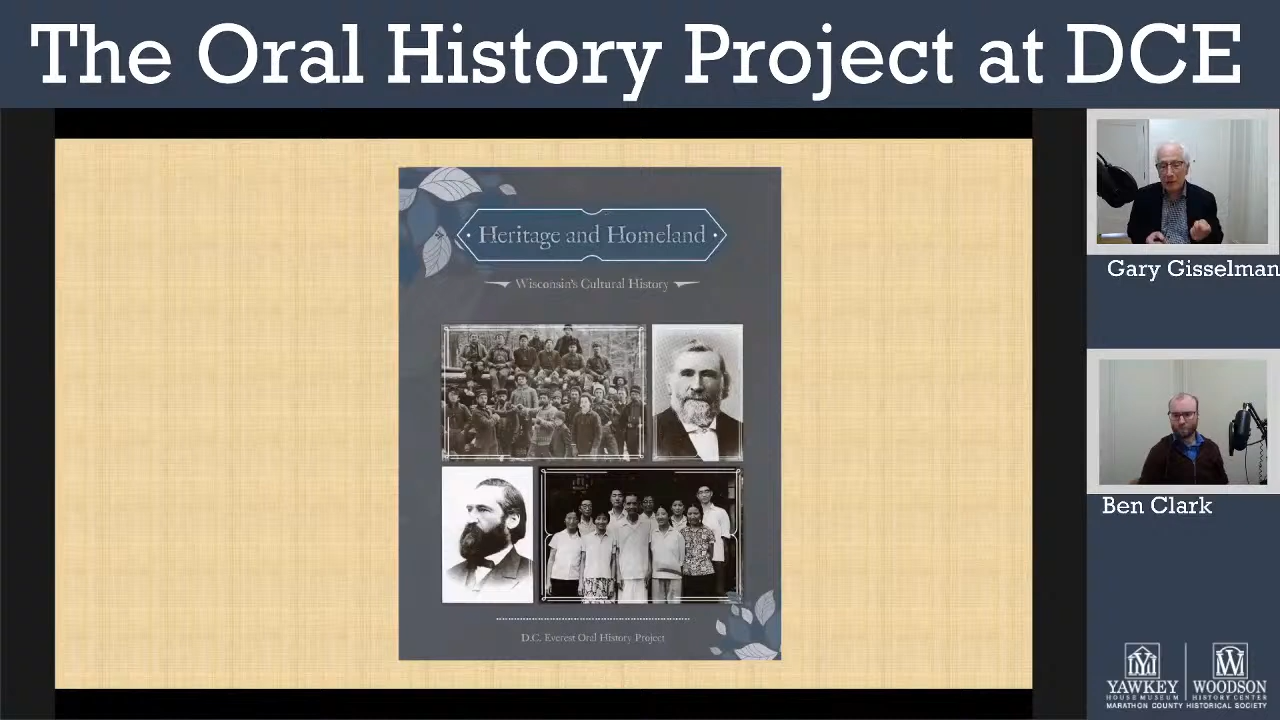 The Oral History Project at DCE
Heritage and Homeland
Wisconsin's Cultural History
D.C. Everest Oral History Project
Gary Gisselman
Ben Clark
YAWKEY
HOUSE MUSEUM
WOODSON
HISTORY CENTER
MARATHON COUNTY HISTORICAL SOCIETY